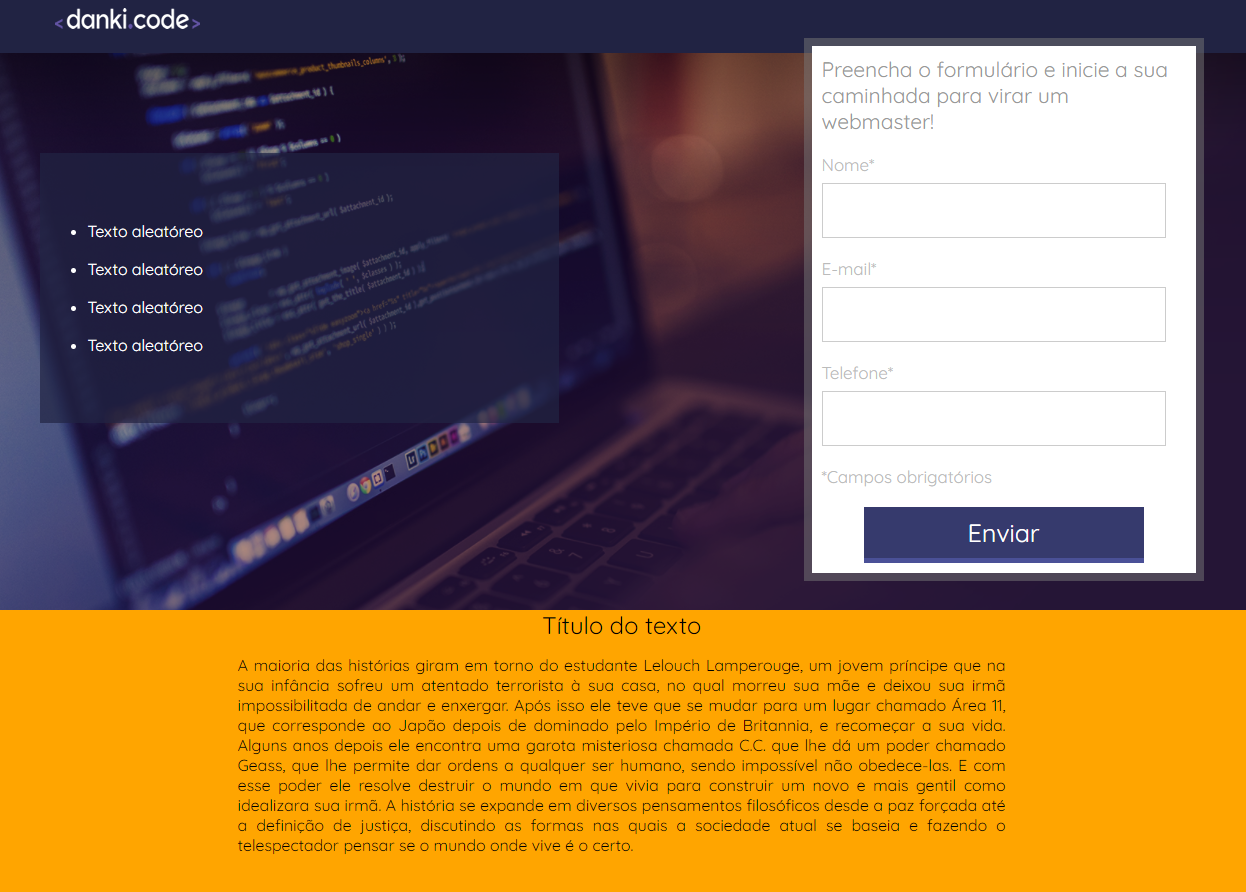 <danki.code>
Preencha o formulário e inicie a sua
caminhada para virar um
webmaster!
Nome*
E-mail*
Telefone*
*Campos obrigatórios
Enviar
Texto aleatóreo
Texto aleatóreo
Texto aleatóreo
Texto aleatóreo
Título do texto
A maioria das histórias giram em torno do estudante Lelouch Lamperouge, um jovem príncipe que na
sua infância sofreu um atentado terrorista à sua casa, no qual morreu sua mãe e deixou sua irmã
impossibilitada de andar e enxergar. Após isso ele teve que se mudar para um lugar chamado Área 11,
que corresponde ao Japão depois de dominado pelo Império de Britannia, e recomeçar a sua vida.
Alguns anos depois ele encontra uma garota misteriosa chamada C.C. que lhe dá um poder chamado
Geass, que lhe permite dar ordens a qualquer ser humano, sendo impossível não obedece-las. E com
esse poder ele resolve destruir o mundo em que vivia para construir um novo e mais gentil como
idealizara sua irmã. A história se expande em diversos pensamentos filosóficos desde a paz forçada até
a definição de justiça, discutindo as formas nas quais a sociedade atual se baseia e fazendo o
telespectador pensar se o mundo onde vive é o certo.